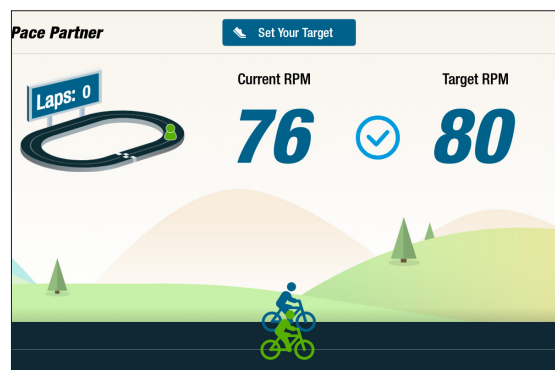 Pace Partner
Set Your Target
Laps: 0
Current RPM
Target RPM
76
80